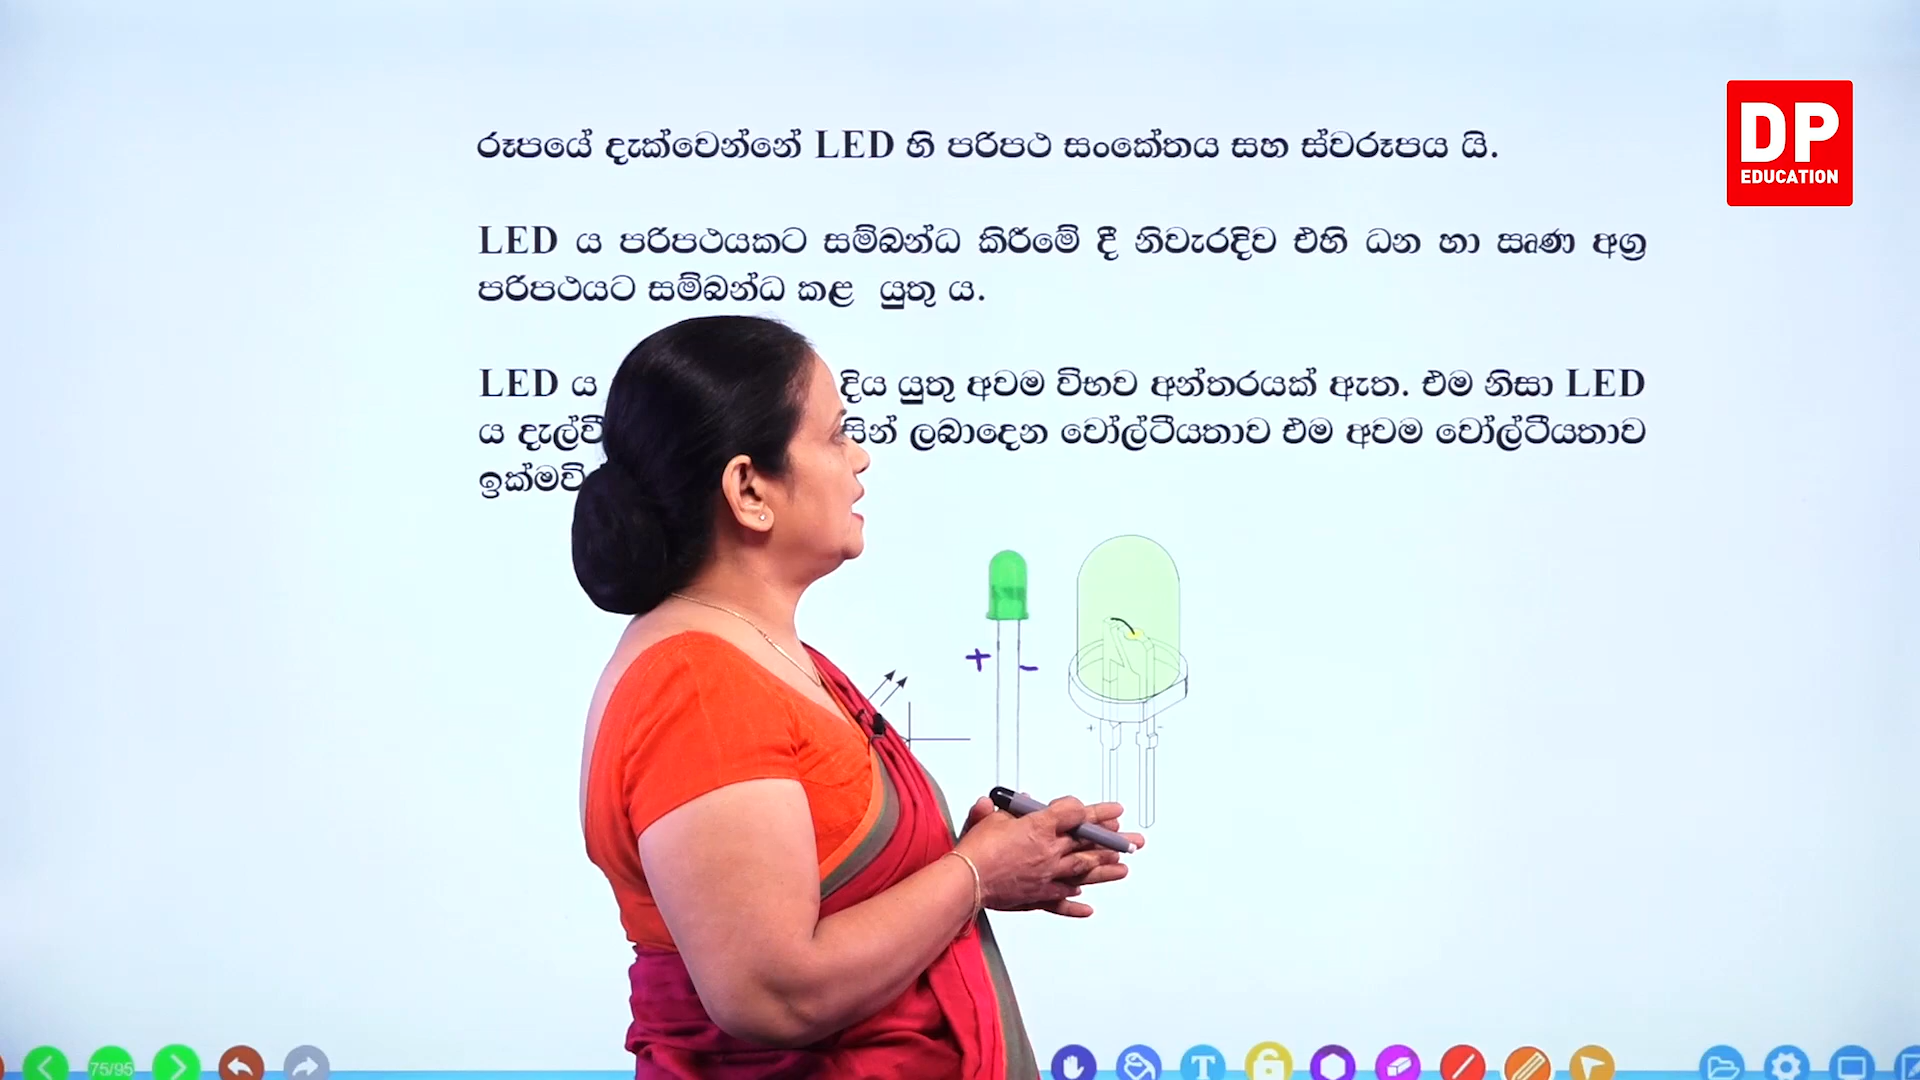 රූපයේ දැක්වෙන්නේ LED හි පරිපථ සංකේතය සහ ස්වරූපය යි.
LED ය පරිපථයකට සම්බන්ධ කිරීමේ දී නිවැරදිව එහි ධන හා ඍණ අග්‍ර
පරිපථයට සම්බන්ධ කළ යුතු ය.
LED ය දිය යුතු අවම විභව අන්තරයක් ඇත. එම නිසා LED
ය ලබාදෙන වෝල්ටීයතාව එම අවම වෝල්ටීයතාව
+ -
+ -
DP
EDUCATION
75/95
T